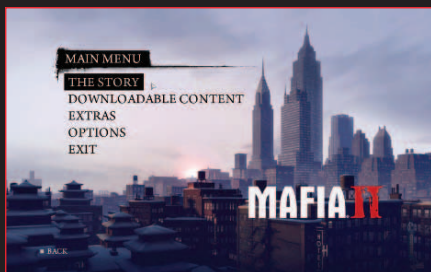 MAIN MENU
THE STORY
DOWNLOADABLE CONTENT
EXTRAS
OPTIONS
EXIT
MAFIA II
BACK